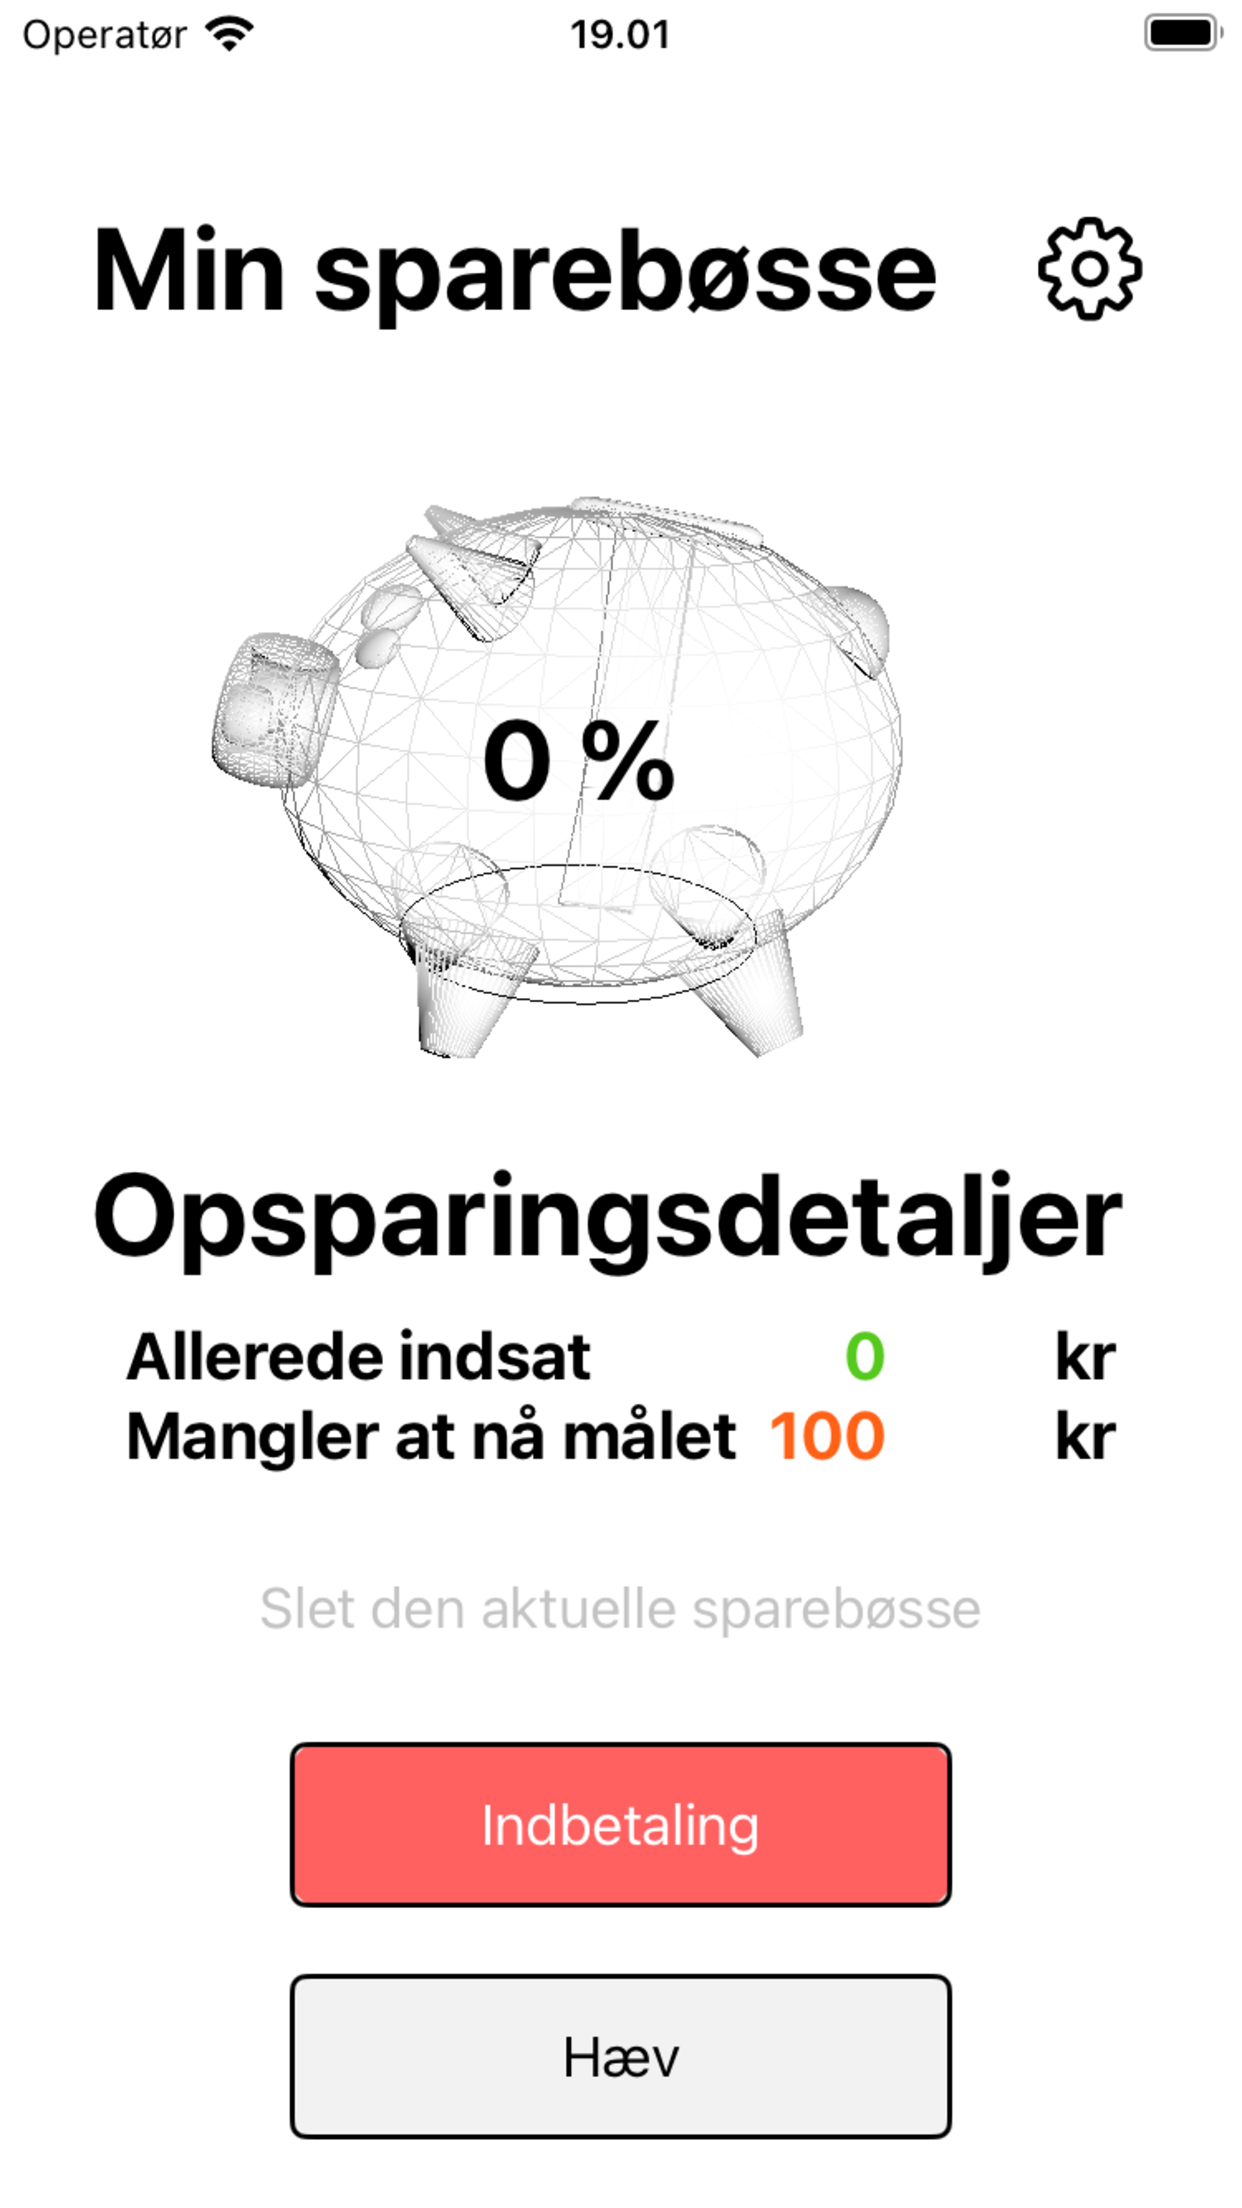 Operatør 19.01
Min sparebøsse
0 %
Opsparingsdetaljer
Allerede indsat 0 kr
Mangler at nå målet 100 kr
Slet den aktuelle sparebøsse
Indbetaling
Hæv